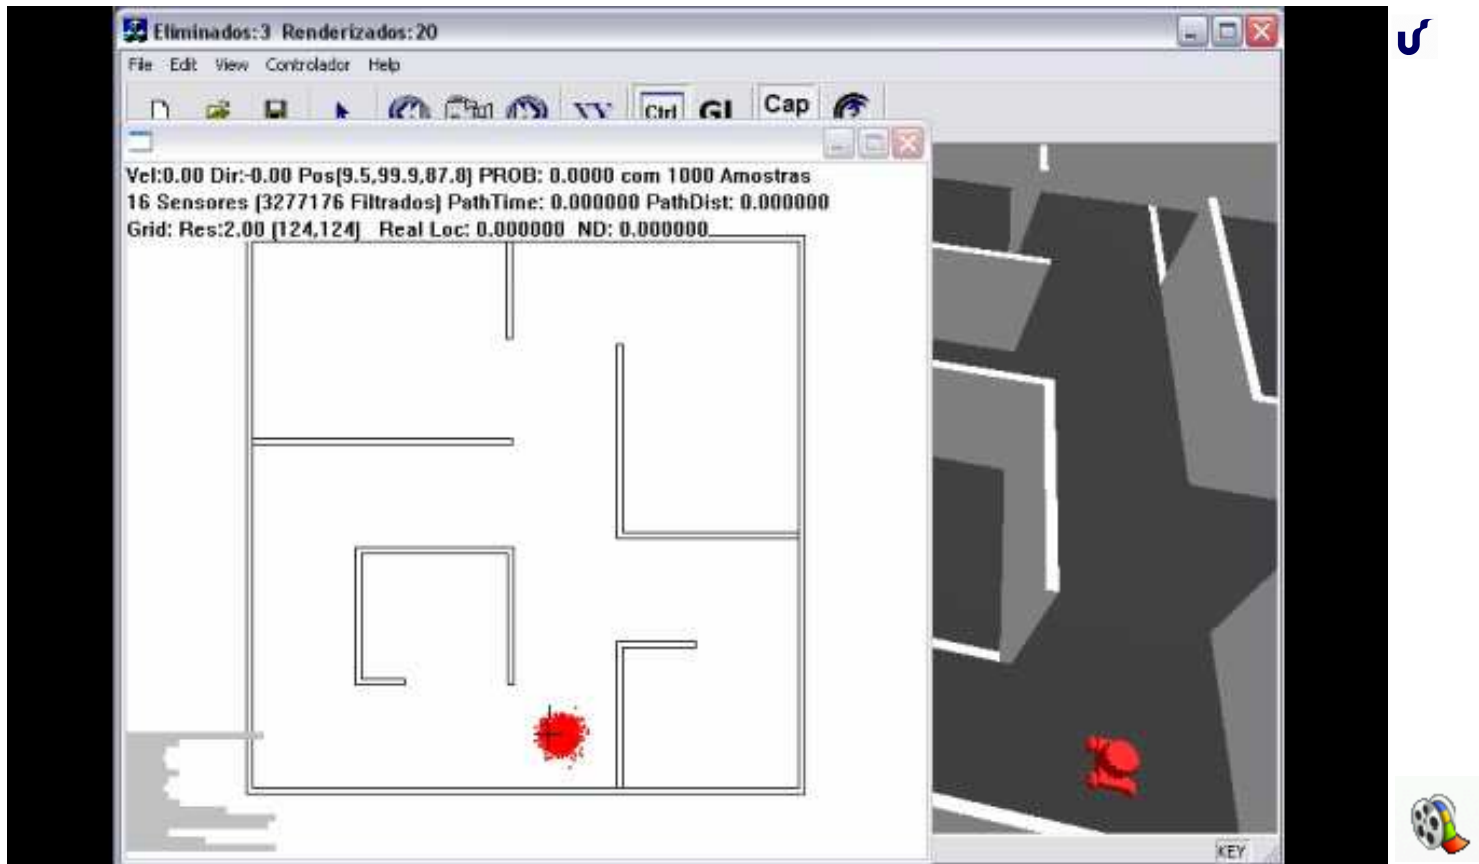 Eliminados:3 Renderizados:20
File Edit View Controlador Help
Ctrl GL Cap
Vel:0.00 Dir:-0.00 Pos[9.5,99.9,87.8] PROB: 0.0000 com 1000 Amostras
16 Sensores [3277176 Filtrados] PathTime: 0.000000 PathDist: 0.000000
Grid: Res:2.00 [124,124] Real Loc: 0.000000 ND: 0.000000
KEY